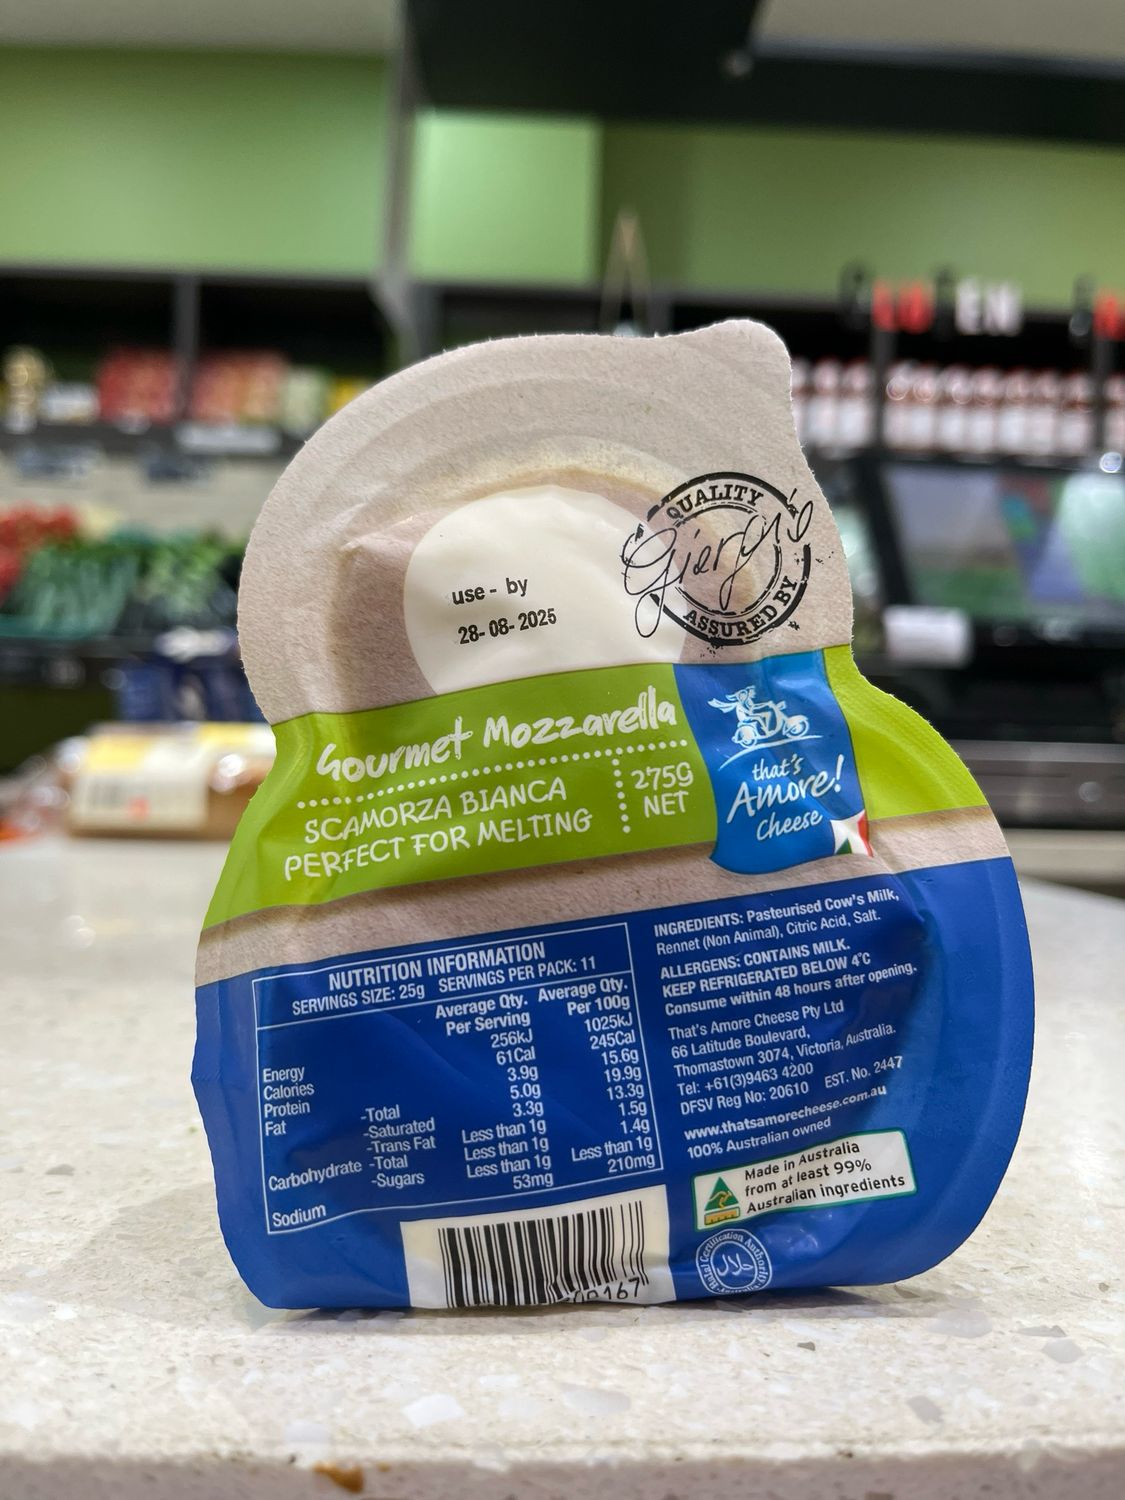 QUALITY
Giorgio
ASSURED BY
use - by
28- 08- 2025
Gourmet Mozzarella
SCAMORZA BIANCA
PERFECT FOR MELTING
275g
NET
that's
Amore!
Cheese
NUTRITION INFORMATION
SERVINGS SIZE: 25g SERVINGS PER PACK: 11
Average Qty. Average Qty.
Per Serving Per 100g
256kJ 1025kJ
61Cal 245Cal
Energy 3.9g 15.6g
Calories 5.0g 19.9g
Protein 3.3g 13.3g
Fat -Total Less than 1g 1.5g
-Saturated Less than 1g 1.4g
-Trans Fat Less than 1g Less than 1g
Carbohydrate -Total 53mg 210mg
-Sugars
Sodium
INGREDIENTS: Pasteurised Cow's Milk,
Rennet (Non Animal), Citric Acid, Salt.
ALLERGENS: CONTAINS MILK.
KEEP REFRIGERATED BELOW 4°C
Consume within 48 hours after opening.
That's Amore Cheese Pty Ltd
66 Latitude Boulevard,
Thomastown 3074, Victoria, Australia.
Tel: +61(3)9463 4200
DFSV Reg No: 20610 EST. No. 2447
www.thatsamorecheese.com.au
100% Australian owned
Made in Australia
from at least 99%
Australian ingredients
Halal Certification Authority
Australia
حلال